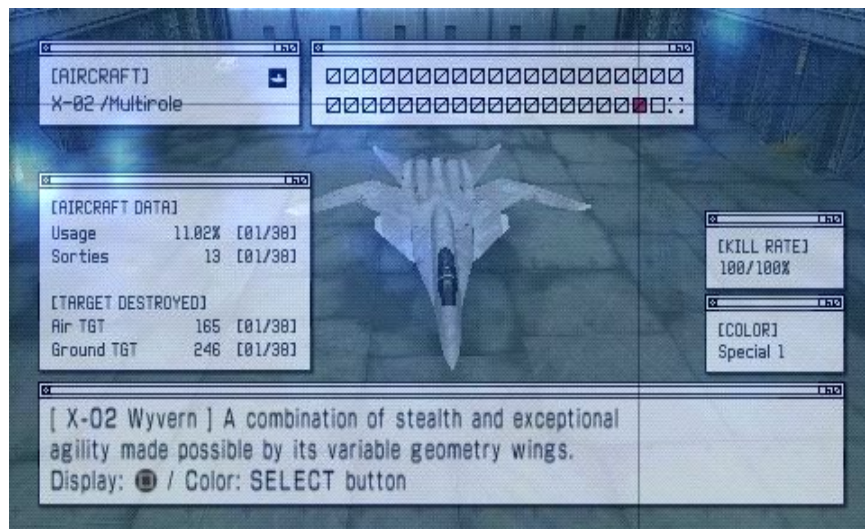 [AIRCRAFT]
X-02 /Multirole
[AIRCRAFT DATA]
Usage 11.02% [01/38]
Sorties 13 [01/38]
[TARGET DESTROYED]
Air TGT 165 [01/38]
Ground TGT 246 [01/38]
[KILL RATE]
100/100%
[COLOR]
Special 1
[ X-02 Wyvern ] A combination of stealth and exceptional
agility made possible by its variable geometry wings.
Display: / Color: SELECT button